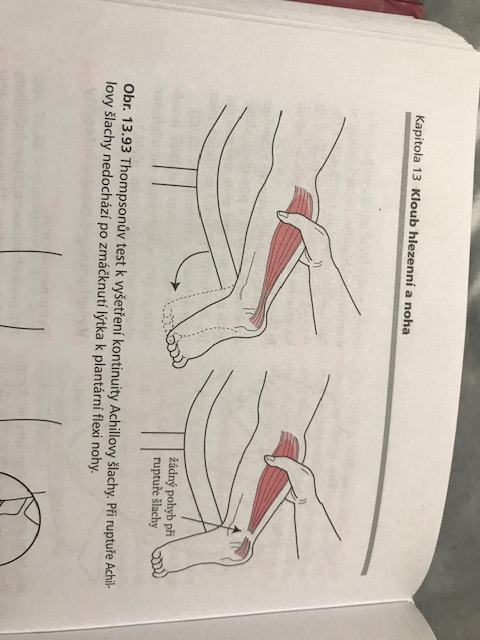 Kapitola 13 Kloub hlezenní a noha
žádný pohyb při
ruptuře šlachy
Obr. 13.93 Thompsonův test k vyšetření kontinuity Achillovy šlachy. Při ruptuře Achil-
lovy šlachy nedochází po zmáčknutí lýtka k plantární flexi nohy.